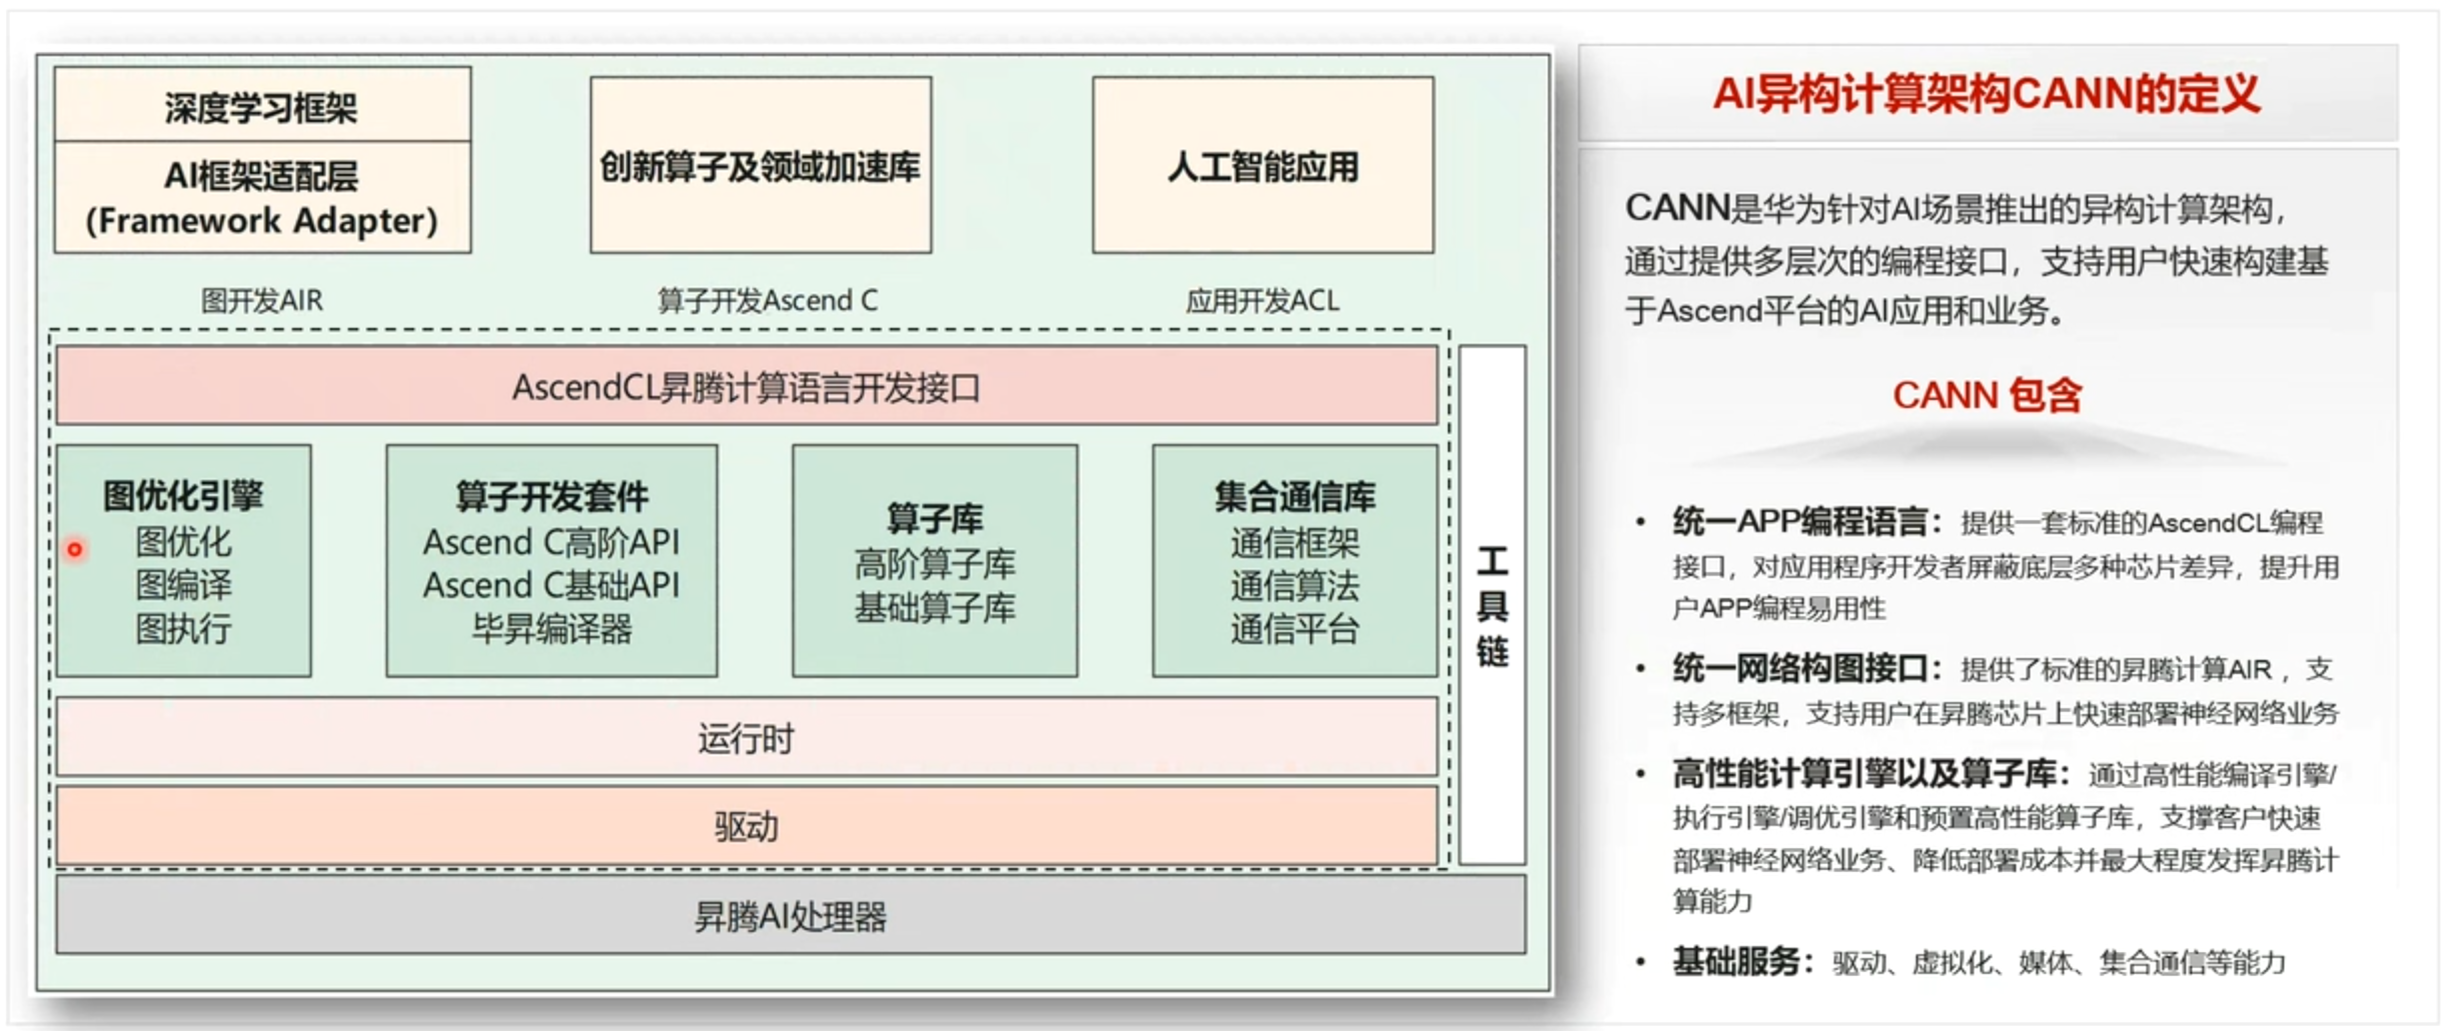 深度学习框架
AI框架适配层
(Framework Adapter)
创新算子及领域加速库
人工智能应用
图开发AIR
算子开发Ascend C
应用开发ACL
AscendCL昇腾计算语言开发接口
图优化引擎
图优化
图编译
图执行
算子开发套件
Ascend C高阶API
Ascend C基础API
毕昇编译器
算子库
高阶算子库
基础算子库
集合通信库
通信框架
通信算法
通信平台
工
具
链
运行时
驱动
昇腾AI处理器
AI异构计算架构CANN的定义
CANN是华为针对AI场景推出的异构计算架构，
通过提供多层次的编程接口，支持用户快速构建基
于Ascend平台的AI应用和业务。
CANN 包含
• 统一APP编程语言：提供一套标准的AscendCL编程
接口，对应用程序开发者屏蔽底层多种芯片差异，提升用
户APP编程易用性
• 统一网络构图接口：提供了标准的昇腾计算AIR ，支
持多框架，支持用户在昇腾芯片上快速部署神经网络业务
• 高性能计算引擎以及算子库：通过高性能编译引擎/
执行引擎/调优引擎和预置高性能算子库，支撑客户快速
部署神经网络业务、降低部署成本并最大程度发挥昇腾计
算能力
• 基础服务：驱动、虚拟化、媒体、集合通信等能力